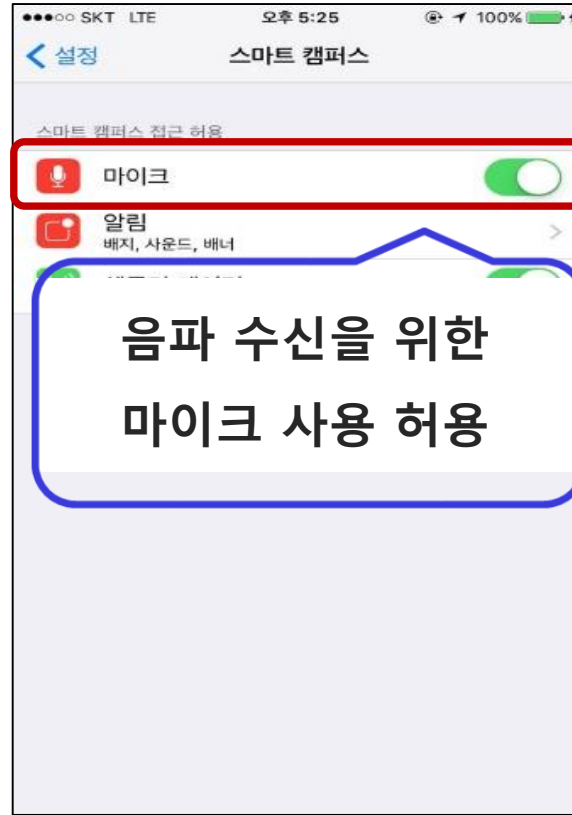 SKT LTE 오후 5:25 100%
설정 스마트 캠퍼스
스마트 캠퍼스 접근 허용
마이크
알림
배지, 사운드, 배너
음파 수신을 위한
마이크 사용 허용